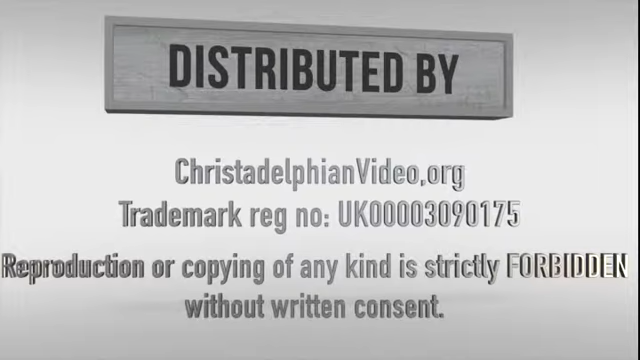 DISTRIBUTED BY
ChristadelphianVideo.org
Trademark reg no: UK00003090175
Reproduction or copying of any kind is strictly FORBIDDEN
without written consent.